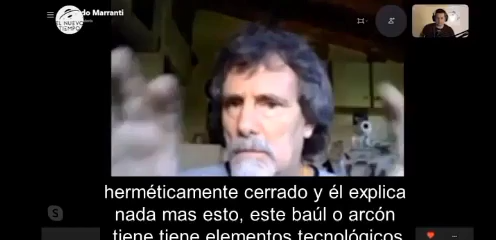 do Marranti
EL NUEVO
TIEMPO
herméticamente cerrado y él explica
nada mas esto, este baúl o arcón
tiene tiene elementos tecnológicos